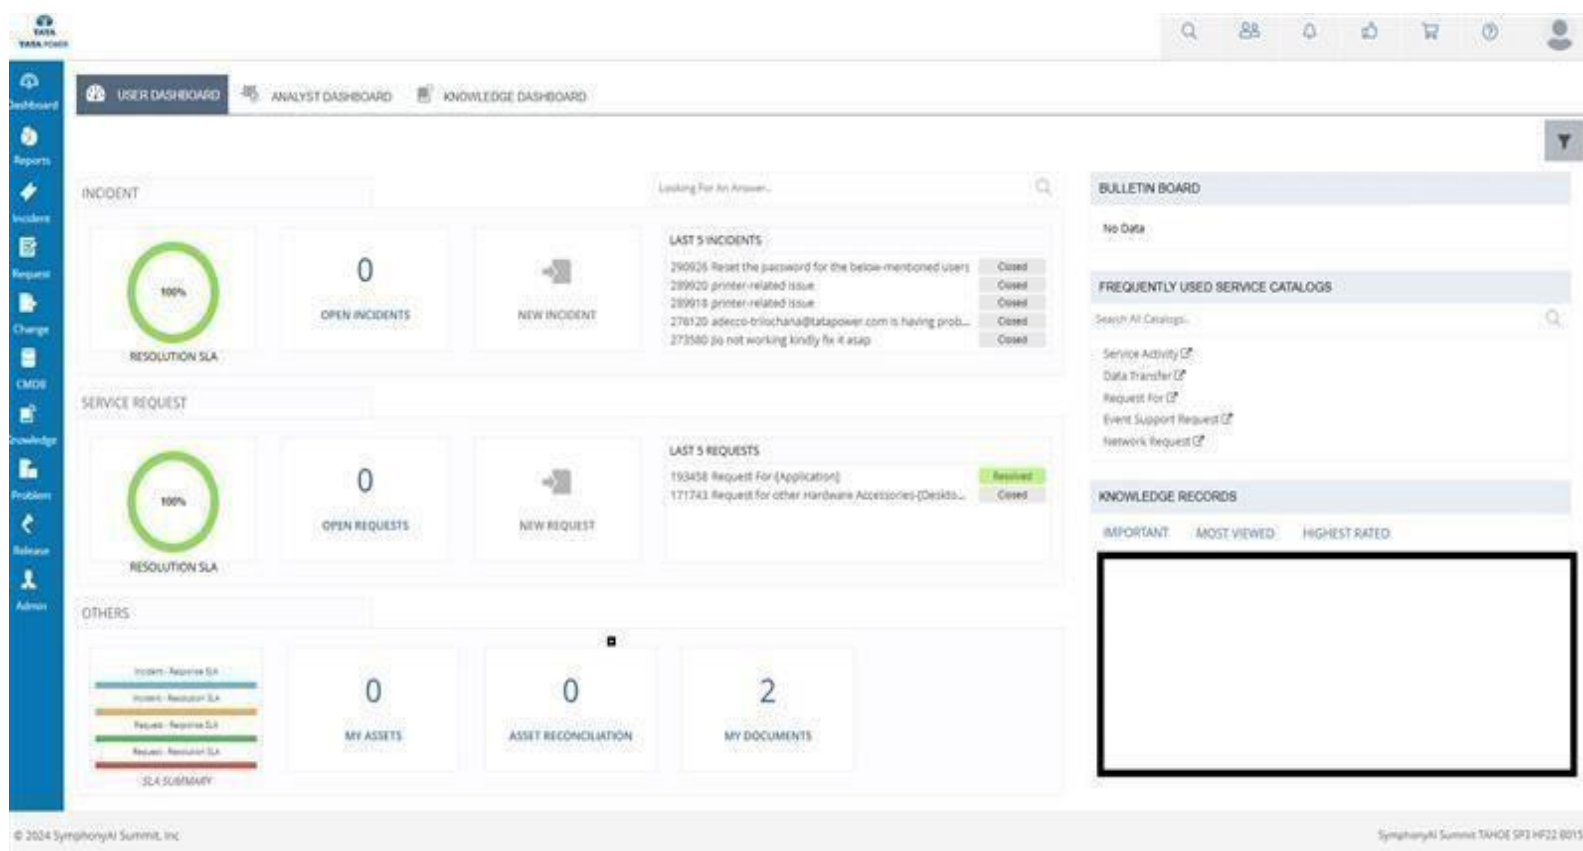 TATA
TATA POWER
Dashboard
Reports
Incident
Request
Change
CMDB
Knowledge
Problem
Release
Admin
USER DASHBOARD
ANALYST DASHBOARD
KNOWLEDGE DASHBOARD
INCIDENT
Looking For An Answer..
100%
RESOLUTION SLA
0
OPEN INCIDENTS
NEW INCIDENT
LAST 5 INCIDENTS
290926 Reset the password for the below-mentioned users Closed
289920 printer-related issue Closed
289918 printer-related issue Closed
278120 adecco-trilochana@tatapower.com is having prob... Closed
273580 not working kindly fix it asap Closed
SERVICE REQUEST
100%
RESOLUTION SLA
0
OPEN REQUESTS
NEW REQUEST
LAST 5 REQUESTS
193458 Request For-[Application] Resolved
171743 Request for other Hardware Accessories-[Deskto... Closed
OTHERS
Incident - Response SLA
Incident - Resolution SLA
Request - Response SLA
Request - Resolution SLA
SLA SUMMARY
0
MY ASSETS
0
ASSET RECONCILIATION
2
MY DOCUMENTS
BULLETIN BOARD
No Data
FREQUENTLY USED SERVICE CATALOGS
Search All Catalogs..
Service Activity
Data Transfer
Request For
Event Support Request
Network Request
KNOWLEDGE RECORDS
IMPORTANT MOST VIEWED HIGHEST RATED
© 2024 SymphonyAI Summit, Inc
SymphonyAI Summit TAHOE SP3 HF22 B015